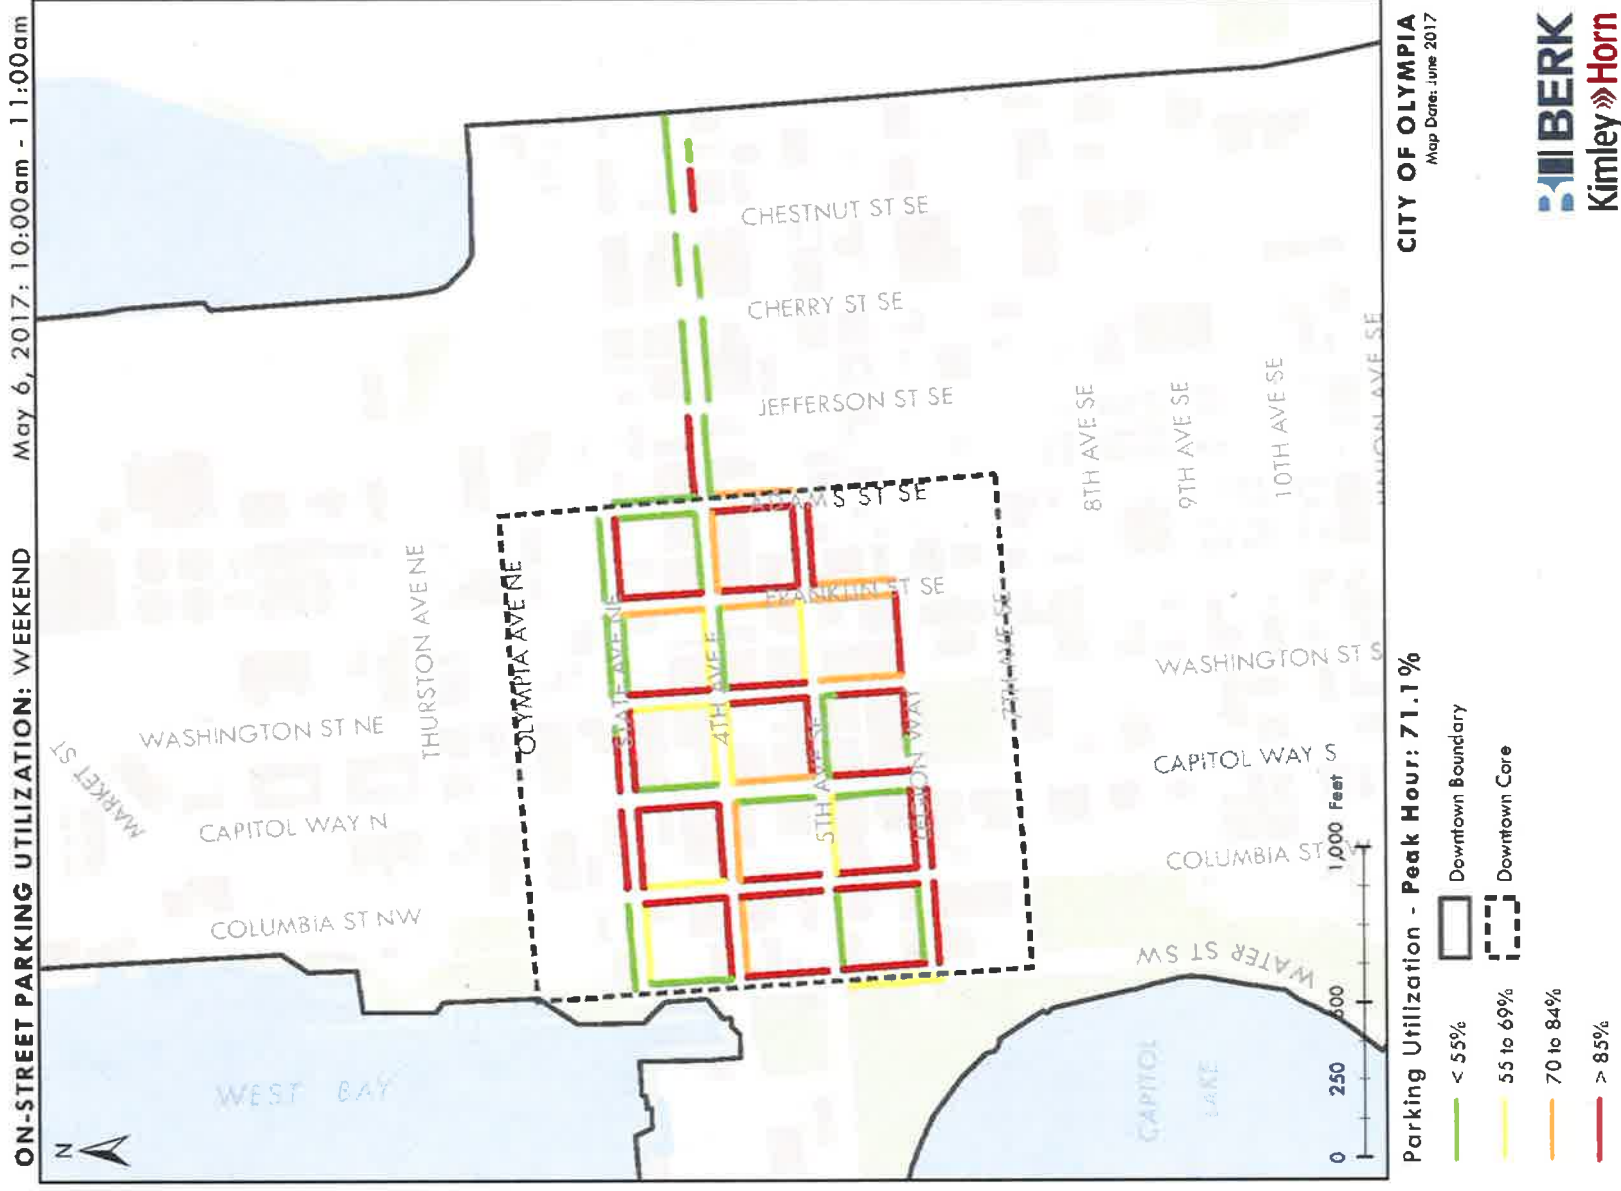 ON-STREET PARKING UTILIZATION: WEEKEND May 6, 2017: 10:00am - 11:00am
N
WEST BAY
MARKET ST
WASHINGTON ST NE
CAPITOL WAY N
COLUMBIA ST NW
THURSTON AVE NE
OLYMPIA AVE NE
STATE AVE NE
4TH AVE E
5TH AVE SE
LEGION WAY
7TH AVE SE
CHESTNUT ST SE
CHERRY ST SE
JEFFERSON ST SE
ADAMS ST SE
FRANKLIN ST SE
8TH AVE SE
9TH AVE SE
10TH AVE SE
UNION AVE SE
WASHINGTON ST S
CAPITOL WAY S
COLUMBIA ST
WATER ST SW
CAPITOL
LAKE
0 250 500 1,000 Feet
Parking Utilization - Peak Hour: 71.1%
< 55%
55 to 69%
70 to 84%
> 85%
Downtown Boundary
Downtown Core
CITY OF OLYMPIA
Map Date: June 2017
BERK
Kimley»Horn